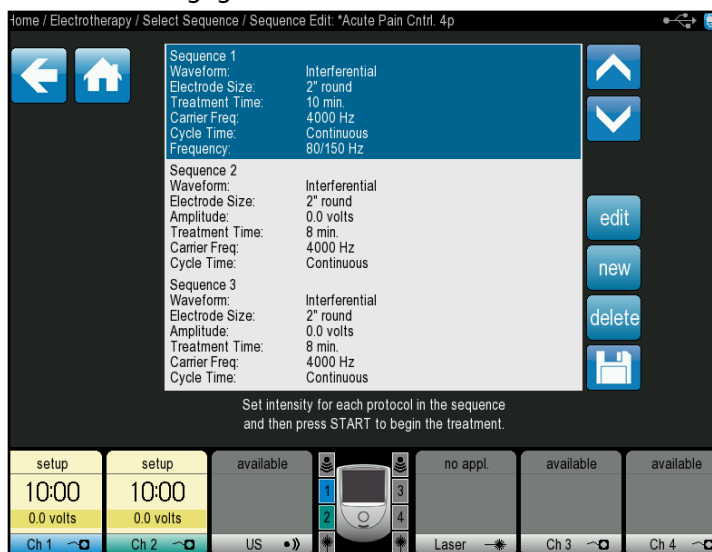 Home / Electrotherapy / Select Sequence / Sequence Edit: *Acute Pain Cntrl. 4p
Sequence 1
Waveform: Interferential
Electrode Size: 2" round
Treatment Time: 10 min.
Carrier Freq: 4000 Hz
Cycle Time: Continuous
Frequency: 80/150 Hz
Sequence 2
Waveform: Interferential
Electrode Size: 2" round
Amplitude: 0.0 volts
Treatment Time: 8 min.
Carrier Freq: 4000 Hz
Cycle Time: Continuous
Sequence 3
Waveform: Interferential
Electrode Size: 2" round
Amplitude: 0.0 volts
Treatment Time: 8 min.
Carrier Freq: 4000 Hz
Cycle Time: Continuous
edit
new
delete
Set intensity for each protocol in the sequence
and then press START to begin the treatment.
setup setup available no appl. available available
10:00 10:00 1 3
0.0 volts 0.0 volts 2 4
Ch 1 Ch 2 US Laser Ch 3 Ch 4